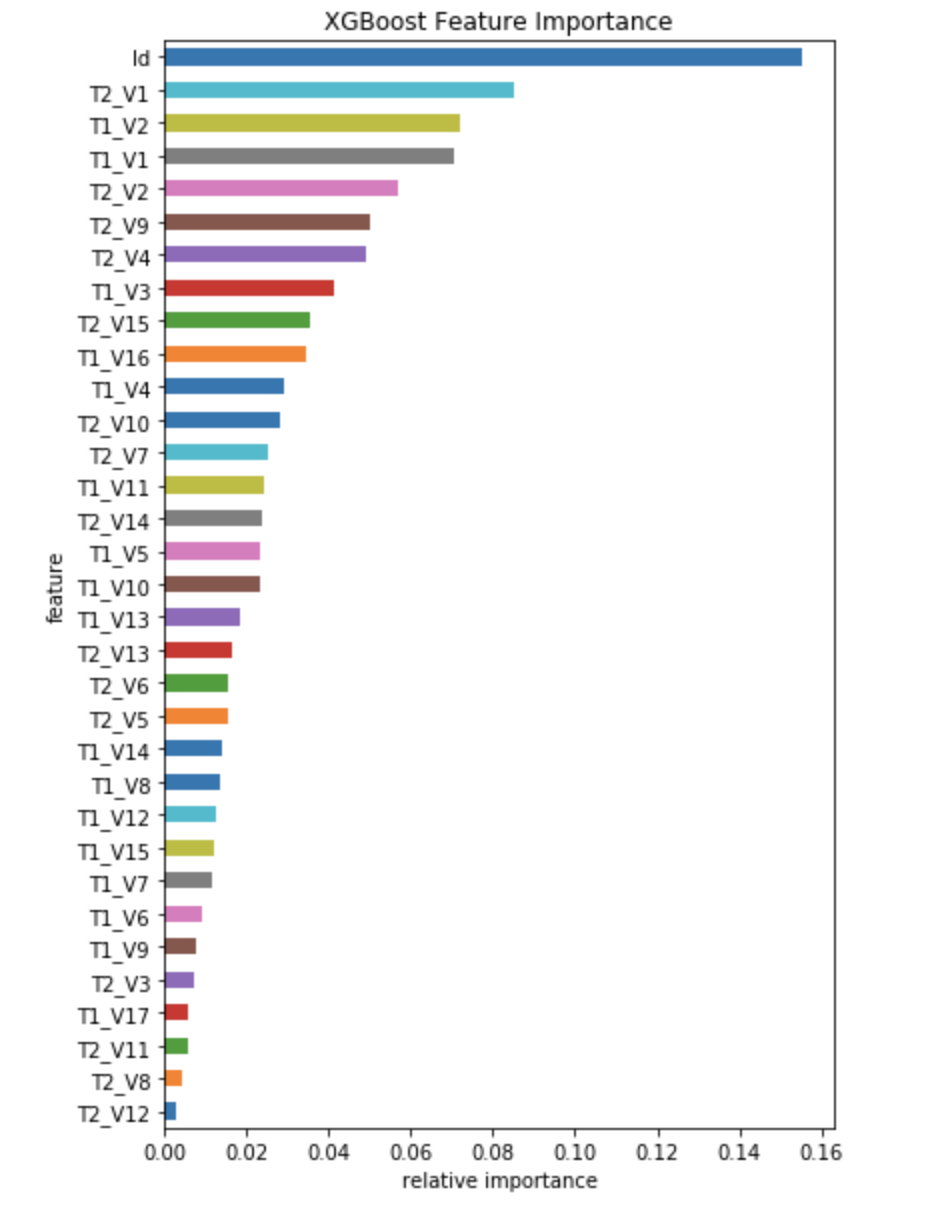 XGBoost Feature Importance
Id
T2_V1
T1_V2
T1_V1
T2_V2
T2_V9
T2_V4
T1_V3
T2_V15
T1_V16
T1_V4
T2_V10
T2_V7
T1_V11
T2_V14
T1_V5
T1_V10
T1_V13
T2_V13
T2_V6
T2_V5
T1_V14
T1_V8
T1_V12
T1_V15
T1_V7
T1_V6
T1_V9
T2_V3
T1_V17
T2_V11
T2_V8
T2_V12
feature
0.00 0.02 0.04 0.06 0.08 0.10 0.12 0.14 0.16
relative importance